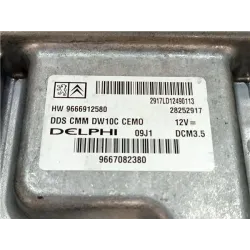 2917LD12490113
HW 9666912580 28252917
DDS CMM DW10C CEMO 12V=
DELPHI 09J1 DCM3.5
9667082380